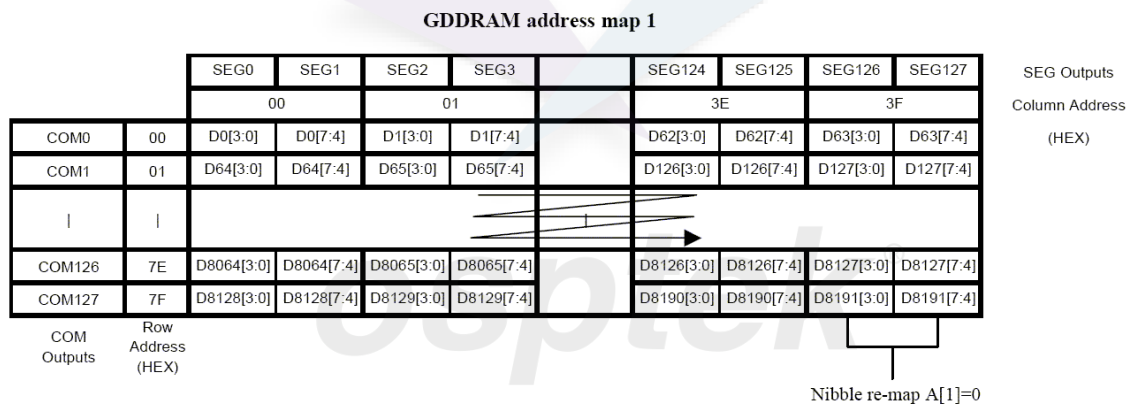 GDDRAM address map 1
SEG0 SEG1 SEG2 SEG3 SEG124 SEG125 SEG126 SEG127 SEG Outputs
00 01 3E 3F Column Address
COM0 00 D0[3:0] D0[7:4] D1[3:0] D1[7:4] D62[3:0] D62[7:4] D63[3:0] D63[7:4] (HEX)
COM1 01 D64[3:0] D64[7:4] D65[3:0] D65[7:4] D126[3:0] D126[7:4] D127[3:0] D127[7:4]
| | |
COM126 7E D8064[3:0] D8064[7:4] D8065[3:0] D8065[7:4] D8126[3:0] D8126[7:4] D8127[3:0] D8127[7:4]
COM127 7F D8128[3:0] D8128[7:4] D8129[3:0] D8129[7:4] D8190[3:0] D8190[7:4] D8191[3:0] D8191[7:4]
COM
Outputs
Row
Address
(HEX)
osptek®
Nibble re-map A[1]=0